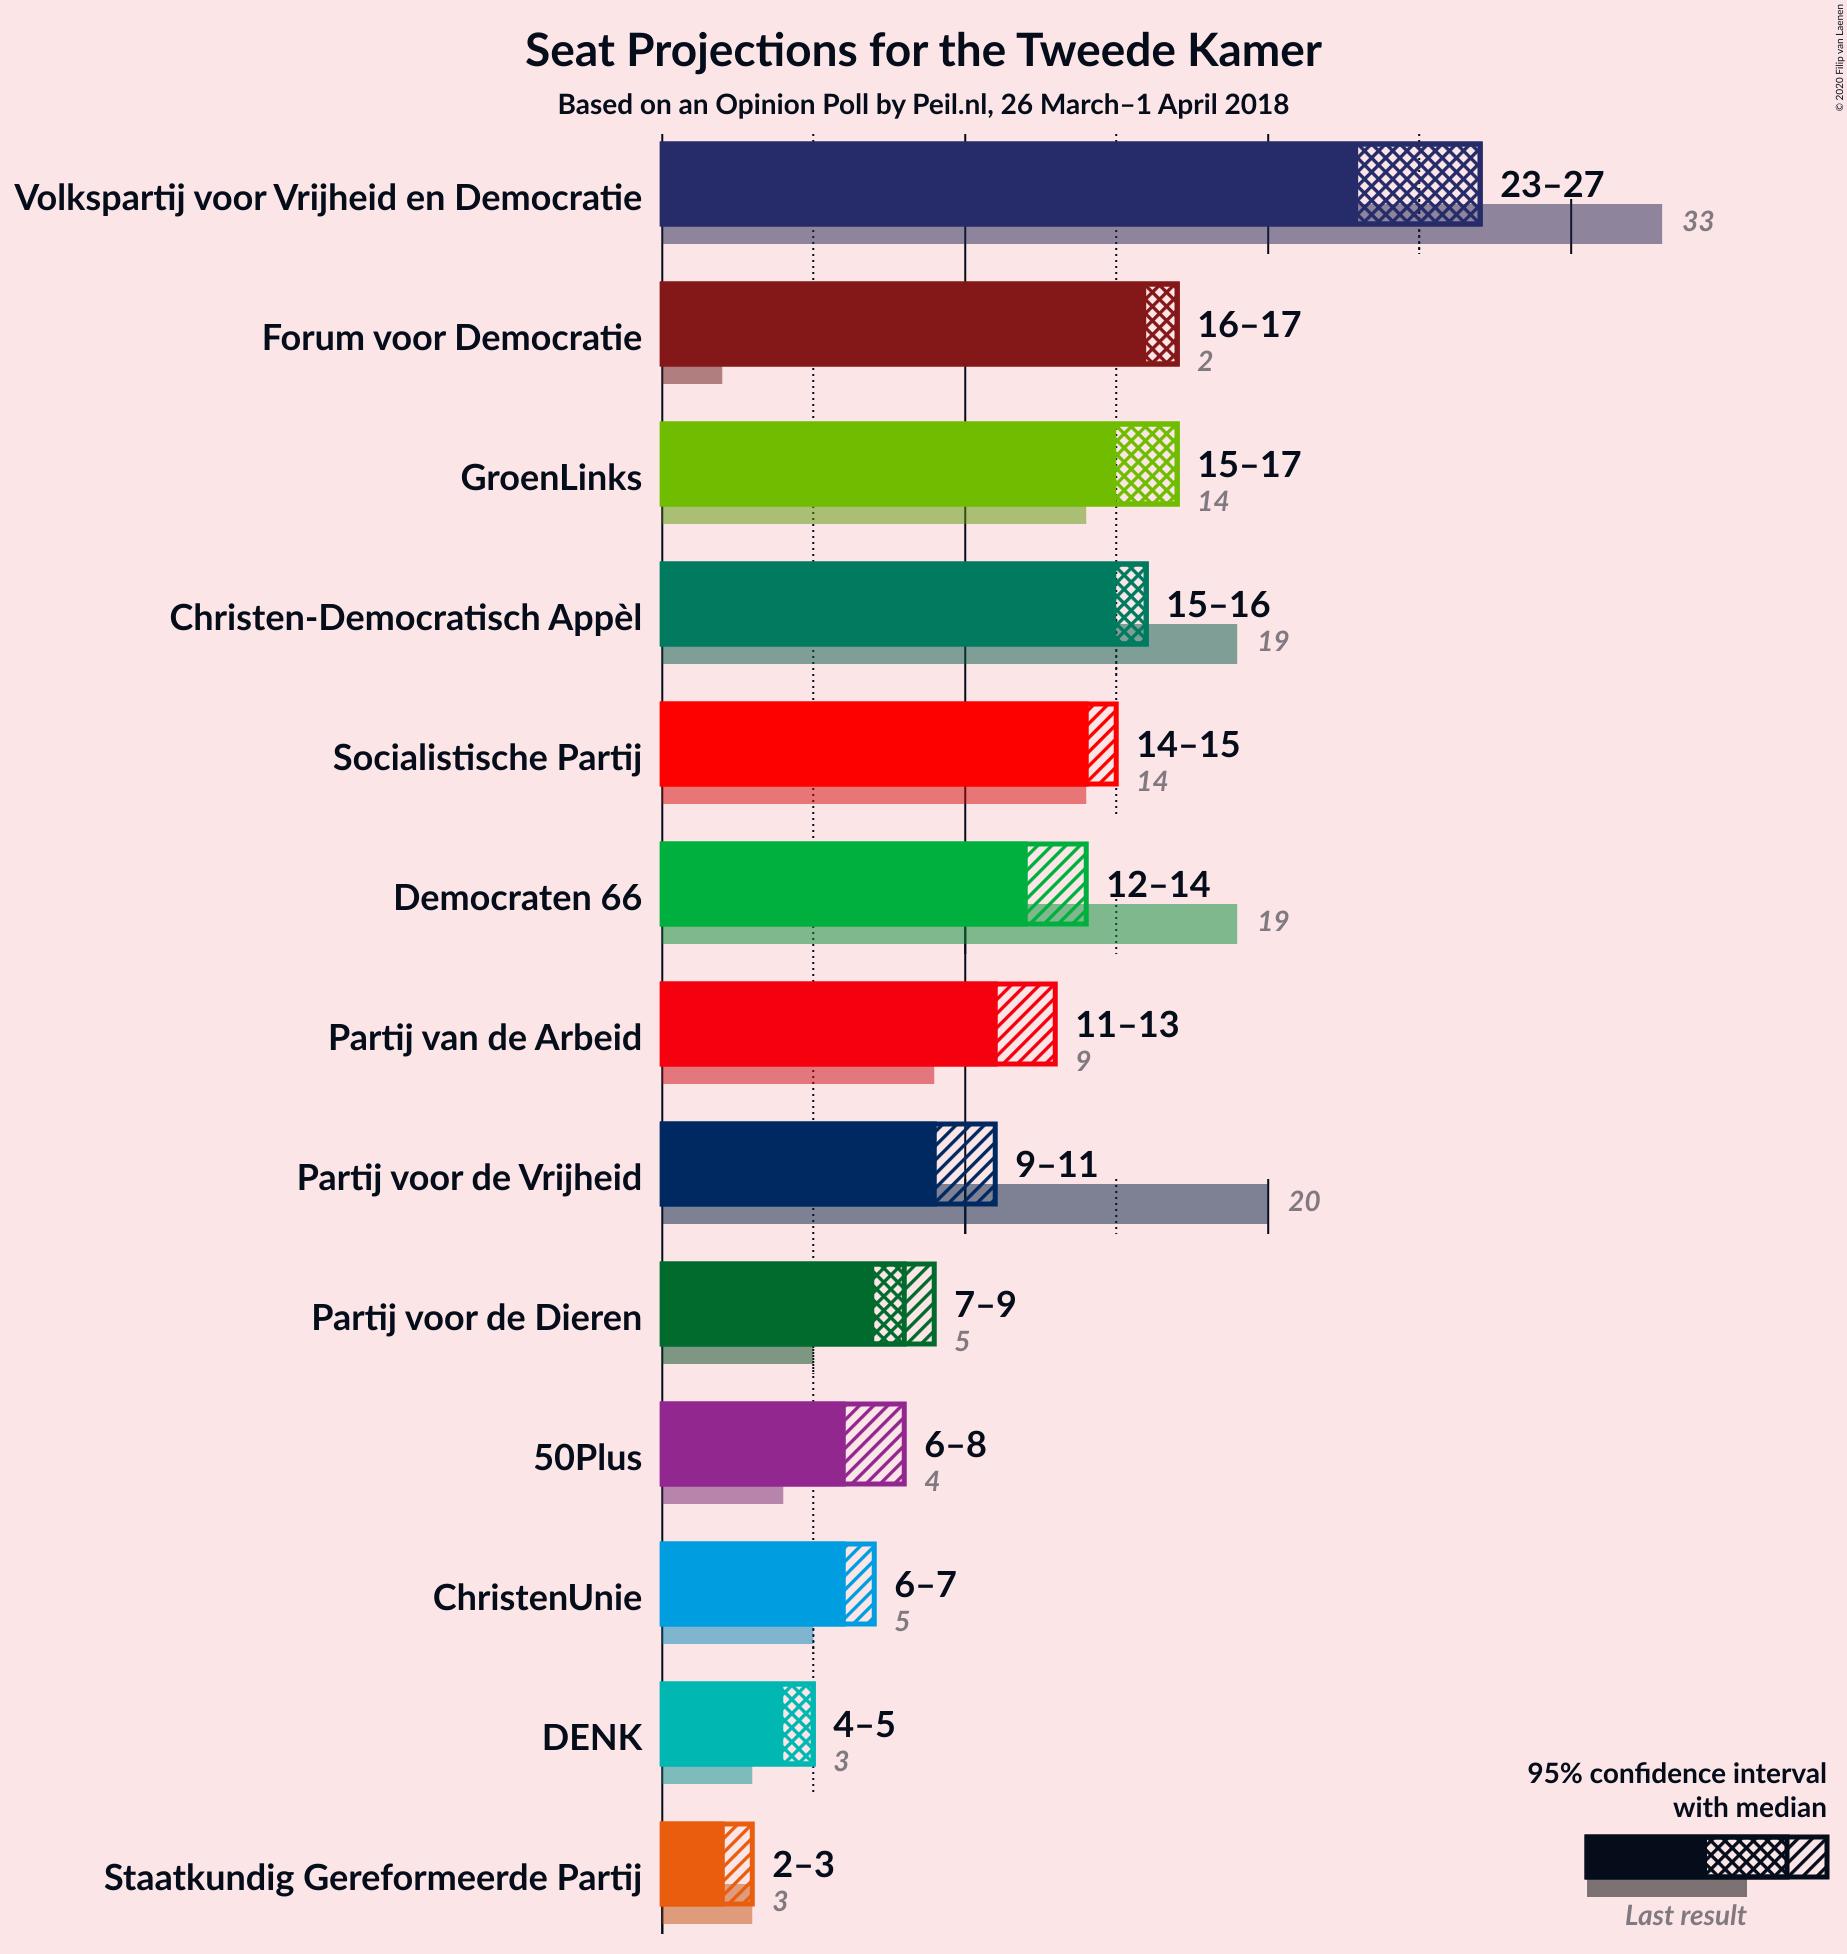 Seat Projections for the Tweede Kamer
Based on an Opinion Poll by Peil.nl, 26 March–1 April 2018
© 2020 Filip van Laenen
Volkspartij voor Vrijheid en Democratie
23–27
33
Forum voor Democratie
16–17
2
GroenLinks
15–17
14
Christen-Democratisch Appèl
15–16
19
Socialistische Partij
14–15
14
Democraten 66
12–14
19
Partij van de Arbeid
11–13
9
Partij voor de Vrijheid
9–11
20
Partij voor de Dieren
7–9
5
50Plus
6–8
4
ChristenUnie
6–7
5
DENK
4–5
3
Staatkundig Gereformeerde Partij
2–3
3
95% confidence interval
with median
Last result